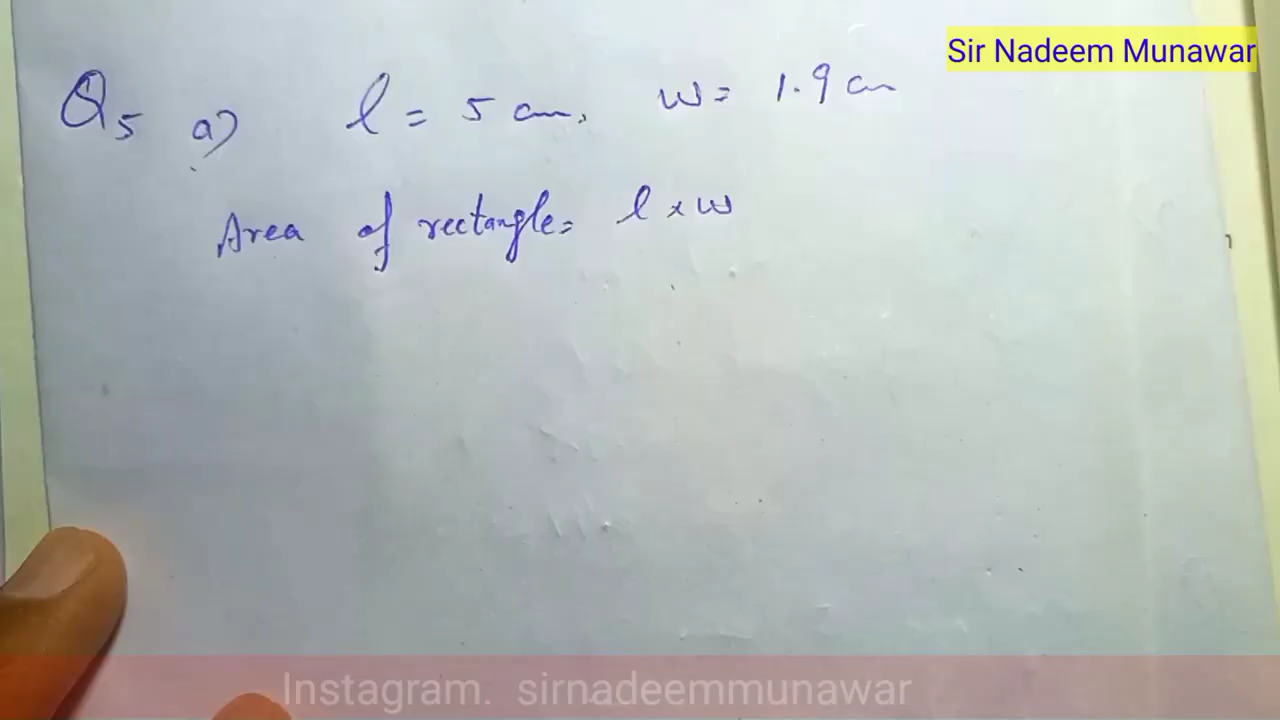 Sir Nadeem Munawar
Q5 a) l = 5 cm, w = 1.9 cm
Area of rectangle = l × w
Instagram. sirnadeemmunawar